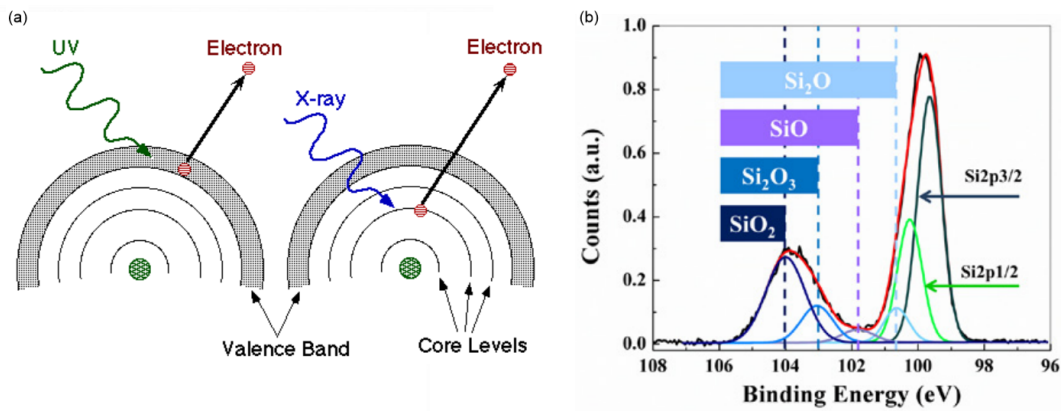 (a)
UV
Electron
X-ray
Electron
Valence Band
Core Levels
(b)
Counts (a.u.)
1.0
0.8
0.6
0.4
0.2
0.0
Si₂O
SiO
Si₂O₃
SiO₂
Si2p3/2
Si2p1/2
108 106 104 102 100 98 96
Binding Energy (eV)